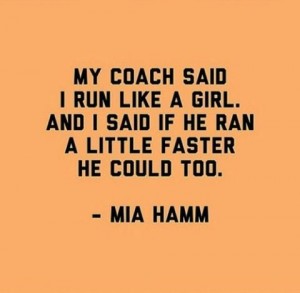 MY COACH SAID
I RUN LIKE A GIRL.
AND I SAID IF HE RAN
A LITTLE FASTER
HE COULD TOO.
- MIA HAMM